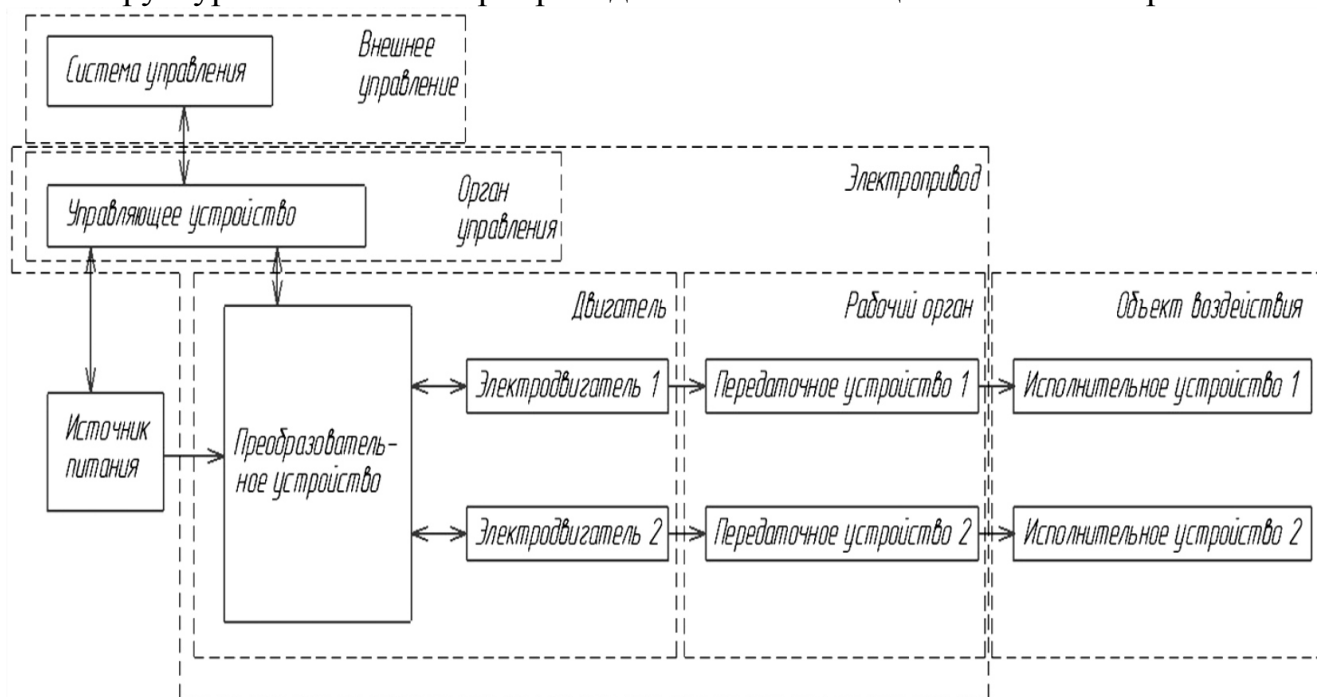 Внешнее
управление
Система управления
Электропривод
Орган
управления
Управляющее устройство
Двигатель
Рабочий орган
Объект воздействия
Электродвигатель 1
Передаточное устройство 1
Исполнительное устройство 1
Источник
питания
Преобразователь-
ное устройство
Электродвигатель 2
Передаточное устройство 2
Исполнительное устройство 2